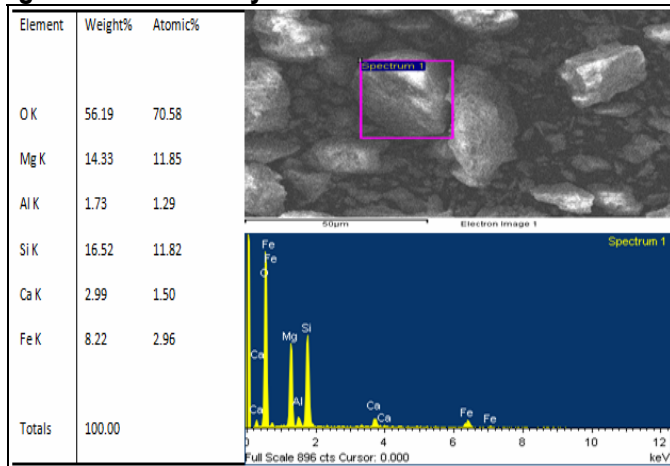 Element Weight% Atomic%
O K 56.19 70.58
Mg K 14.33 11.85
Al K 1.73 1.29
Si K 16.52 11.82
Ca K 2.99 1.50
Fe K 8.22 2.96
Totals 100.00
Spectrum 1
50µm Electron Image 1
Spectrum 1
Fe
Fe
O
Si
Mg
Ca
Al
Ca
Ca
Ca
Fe
Fe
2 4 6 8 10 12
Full Scale 896 cts Cursor: 0.000 keV